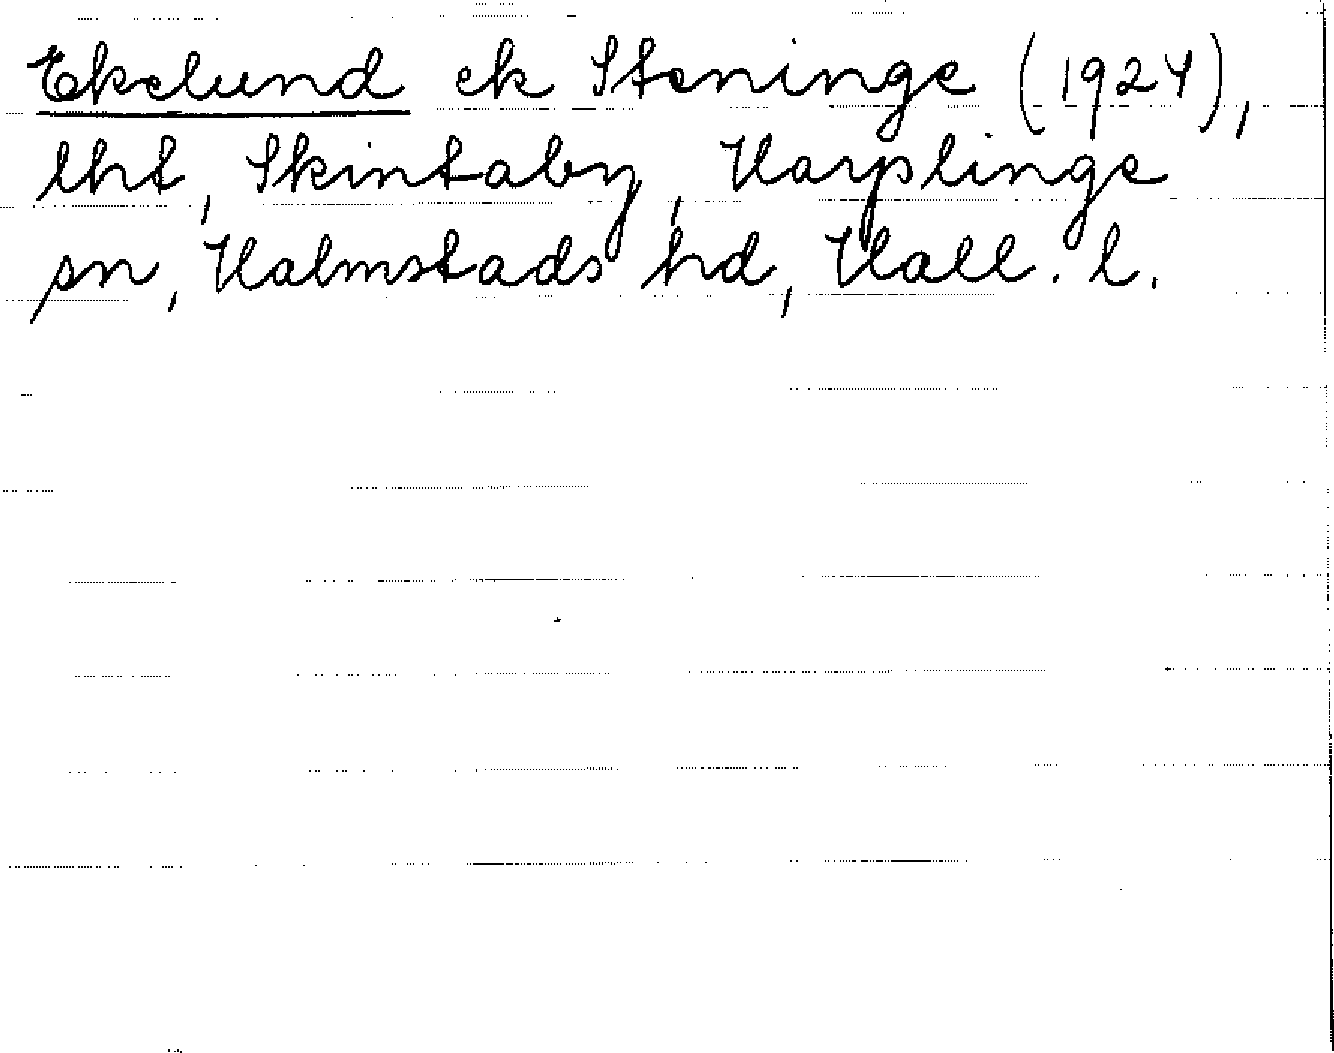 Ekelund ek Steninge (1924),
lht, Skintaby, Harplinge
sn, Halmstads hd, Hall. l.